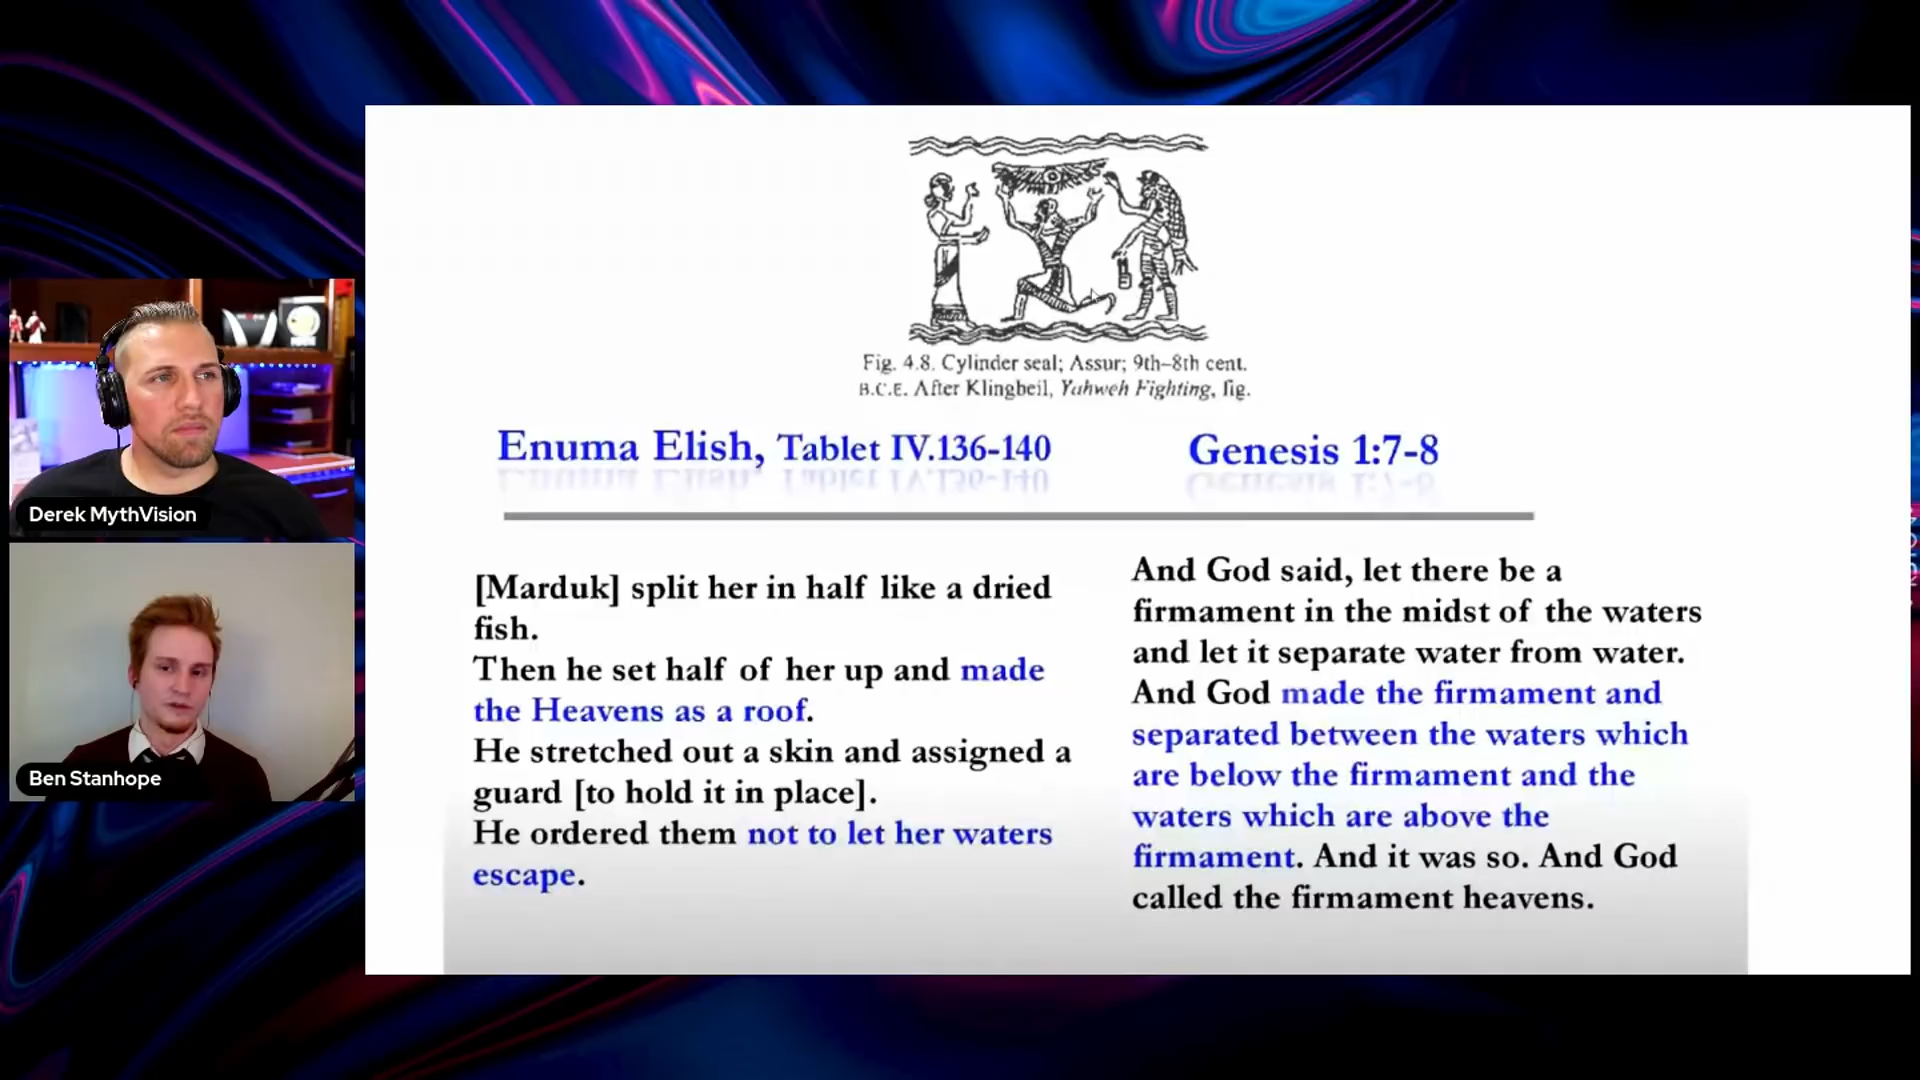 Fig. 4.8. Cylinder seal; Assur; 9th–8th cent.
B.C.E. After Klingbeil, Yahweh Fighting, fig.
Enuma Elish, Tablet IV.136-140
Genesis 1:7-8
[Marduk] split her in half like a dried
fish.
Then he set half of her up and made
the Heavens as a roof.
He stretched out a skin and assigned a
guard [to hold it in place].
He ordered them not to let her waters
escape.
And God said, let there be a
firmament in the midst of the waters
and let it separate water from water.
And God made the firmament and
separated between the waters which
are below the firmament and the
waters which are above the
firmament. And it was so. And God
called the firmament heavens.
Derek MythVision
Ben Stanhope